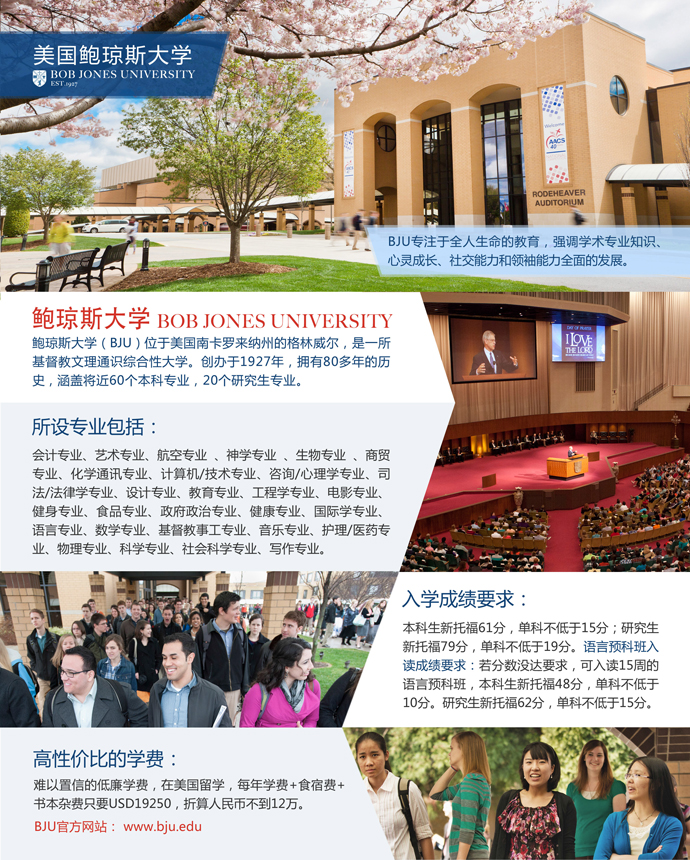 美国鲍琼斯大学
BOB JONES UNIVERSITY
EST.1927
Welcome
AACS
40
RODEHEAVER
AUDITORIUM
BJU专注于全人生命的教育，强调学术专业知识、
心灵成长、社交能力和领袖能力全面的发展。
鲍琼斯大学 BOB JONES UNIVERSITY
鲍琼斯大学（BJU）位于美国南卡罗来纳州的格林威尔，是一所
基督教文理通识综合性大学。创办于1927年，拥有80多年的历
史，涵盖将近60个本科专业，20个研究生专业。
DAY OF PRAYER
I LOVE
THE LORD
所设专业包括：
会计专业、艺术专业、航空专业 、神学专业 、生物专业 、商贸
专业、化学通讯专业、计算机/技术专业、咨询/心理学专业、司
法/法律学专业、设计专业、教育专业、工程学专业、电影专业、
健身专业、食品专业、政府政治专业、健康专业、国际学专业、
语言专业、数学专业、基督教事工专业、音乐专业、护理/医药专
业、物理专业、科学专业、社会科学专业、写作专业。
入学成绩要求：
本科生新托福61分，单科不低于15分；研究生
新托福79分，单科不低于19分。语言预科班入
读成绩要求：若分数没达要求，可入读15周的
语言预科班，本科生新托福48分，单科不低于
10分。研究生新托福62分，单科不低于15分。
高性价比的学费：
难以置信的低廉学费，在美国留学，每年学费+食宿费+
书本杂费只要USD19250，折算人民币不到12万。
BJU官方网站： www.bju.edu